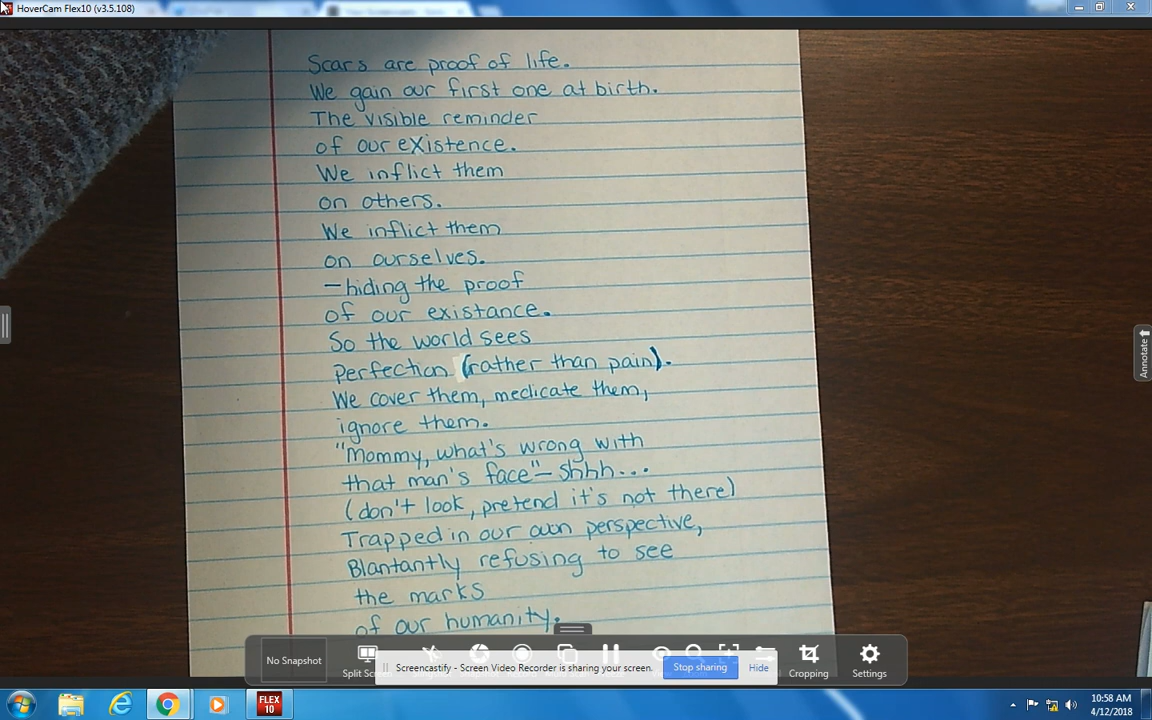 HoverCam Flex10 (v3.5.108)
Scars are proof of life.
We gain our first one at birth.
The visible reminder
of our existence.
We inflict them
on others.
We inflict them
on ourselves.
—hiding the proof
of our existance.
So the world sees
perfection (rather than pain).
We cover them, medicate them,
ignore them.
"Mommy, what's wrong with
that man's face"— shhh...
(don't look, pretend it's not there)
Trapped in our own perspective,
Blantantly refusing to see
the marks
of our humanity.
Annotate
No Snapshot
Split
Cropping
Settings
Screencastify - Screen Video Recorder is sharing your screen.
Stop sharing
Hide
FLEX
10
10:58 AM
4/12/2018